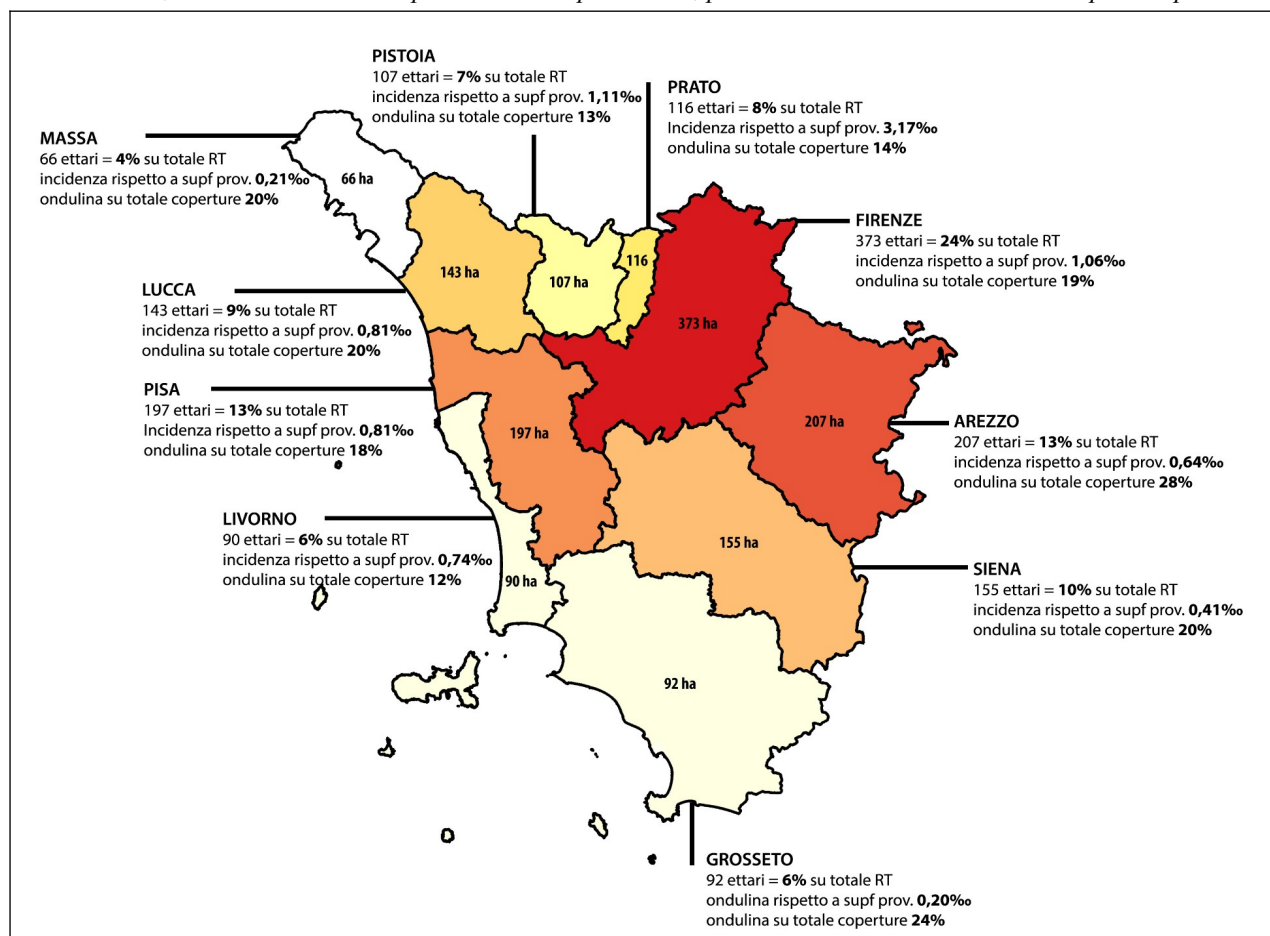 PISTOIA
107 ettari = 7% su totale RT
incidenza rispetto a supf prov. 1,11‰
ondulina su totale coperture 13%
PRATO
116 ettari = 8% su totale RT
Incidenza rispetto a supf prov. 3,17‰
ondulina su totale coperture 14%
MASSA
66 ettari = 4% su totale RT
incidenza rispetto a supf prov. 0,21‰
ondulina su totale coperture 20%
66 ha
FIRENZE
373 ettari = 24% su totale RT
incidenza rispetto a supf prov. 1,06‰
ondulina su totale coperture 19%
143 ha
107 ha
116
373 ha
LUCCA
143 ettari = 9% su totale RT
incidenza rispetto a supf prov. 0,81‰
ondulina su totale coperture 20%
PISA
197 ettari = 13% su totale RT
Incidenza rispetto a supf prov. 0,81‰
ondulina su totale coperture 18%
197 ha
207 ha
AREZZO
207 ettari = 13% su totale RT
incidenza rispetto a supf prov. 0,64‰
ondulina su totale coperture 28%
LIVORNO
90 ettari = 6% su totale RT
incidenza rispetto a supf prov. 0,74‰
ondulina su totale coperture 12%
90 ha
155 ha
SIENA
155 ettari = 10% su totale RT
incidenza rispetto a supf prov. 0,41‰
ondulina su totale coperture 20%
92 ha
GROSSETO
92 ettari = 6% su totale RT
ondulina rispetto a supf prov. 0,20‰
ondulina su totale coperture 24%